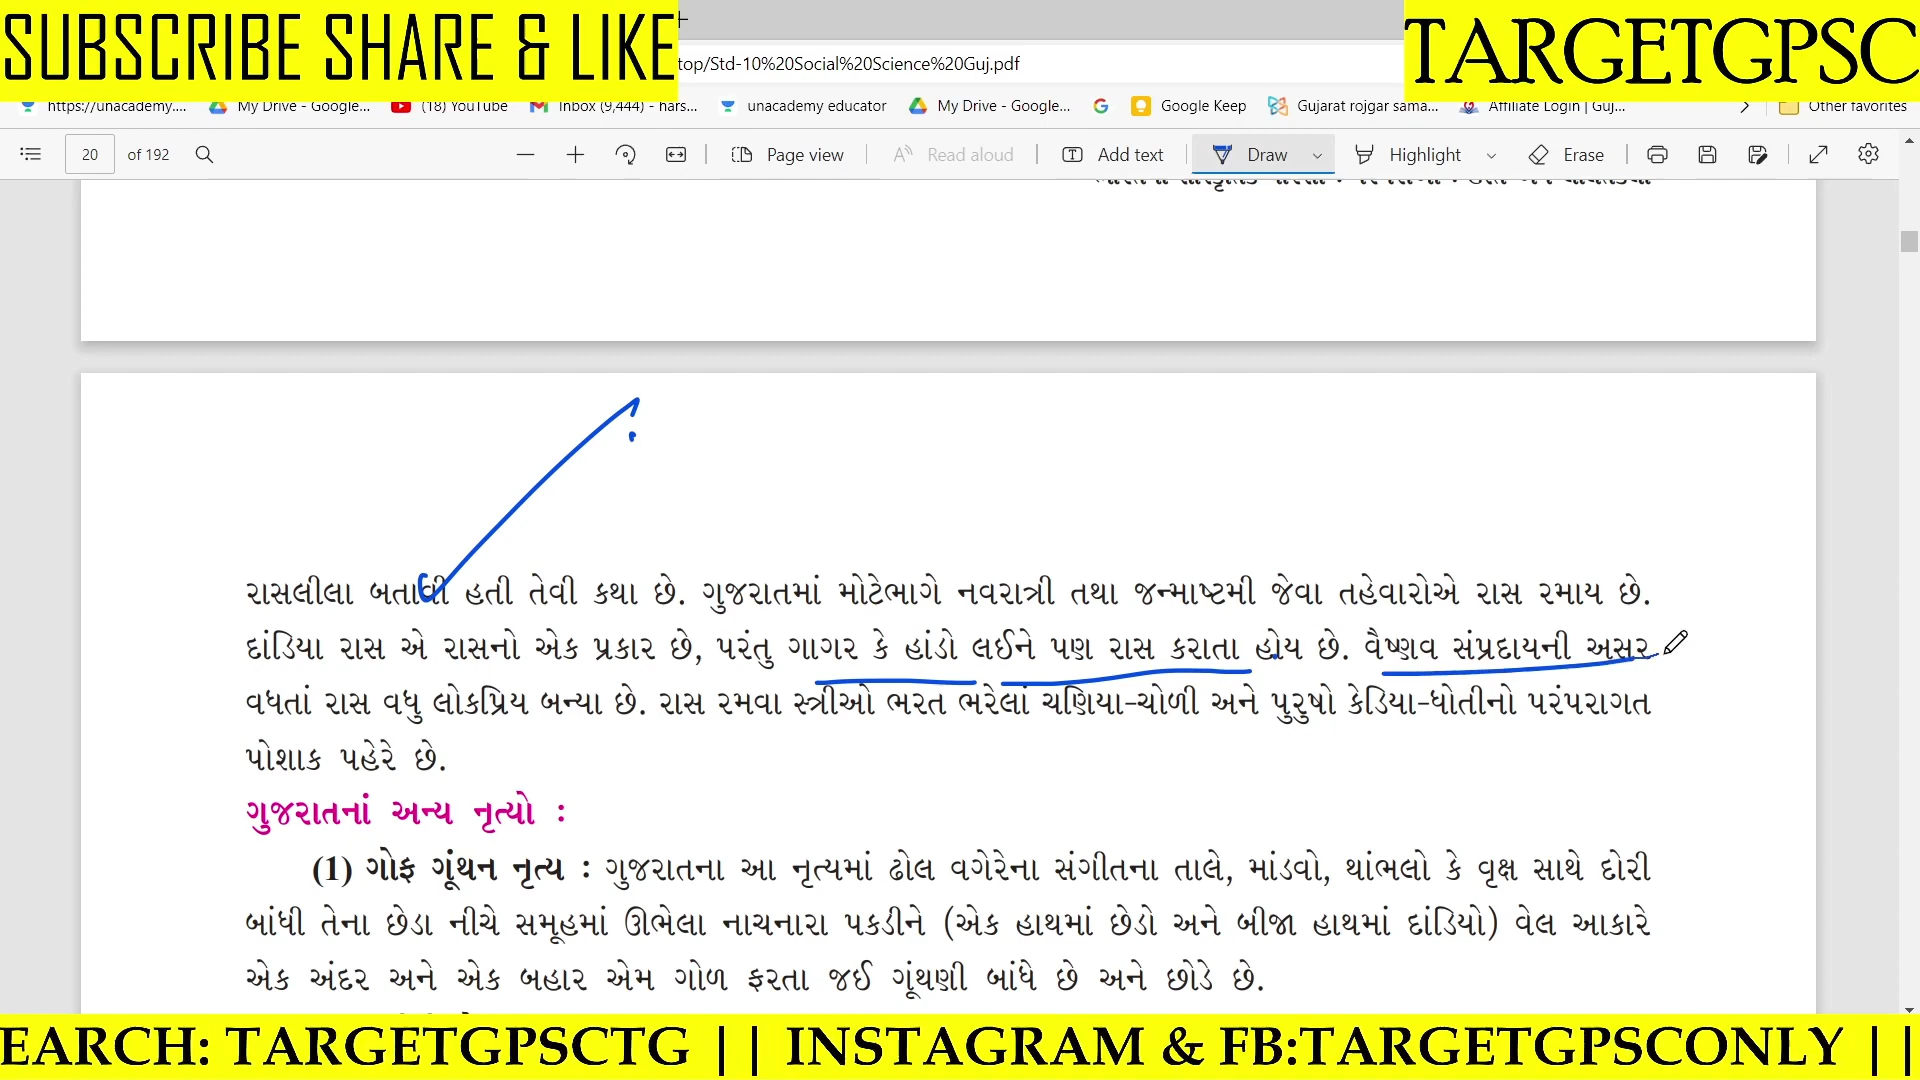 SUBSCRIBE SHARE & LIKE
TARGETGPSC
top/Std-10%20Social%20Science%20Guj.pdf
https://unacademy.... My Drive - Google... (18) YouTube Inbox (9,444) - hars... unacademy educator My Drive - Google... Google Keep Gujarat rojgar sama... Affiliate Login | Guj... Other favorites
20 of 192 Page view Read aloud Add text Draw Highlight Erase
રાસલીલા બતાવી હતી તેવી કથા છે. ગુજરાતમાં મોટેભાગે નવરાત્રી તથા જન્માષ્ટમી જેવા તહેવારોએ રાસ રમાય છે.
દાંડિયા રાસ એ રાસનો એક પ્રકાર છે, પરંતુ ગાગર કે હાંડો લઈને પણ રાસ કરાતા હોય છે. વૈષ્ણવ સંપ્રદાયની અસર
વધતાં રાસ વધુ લોકપ્રિય બન્યા છે. રાસ રમવા સ્ત્રીઓ ભરત ભરેલાં ચણિયા-ચોળી અને પુરુષો કેડિયા-ધોતીનો પરંપરાગત
પોશાક પહેરે છે.
ગુજરાતનાં અન્ય નૃત્યો :
(1) ગોફ ગૂંથન નૃત્ય : ગુજરાતના આ નૃત્યમાં ઢોલ વગેરેના સંગીતના તાલે, માંડવો, થાંભલો કે વૃક્ષ સાથે દોરી
બાંધી તેના છેડા નીચે સમૂહમાં ઊભેલા નાચનારા પકડીને (એક હાથમાં છેડો અને બીજા હાથમાં દાંડિયો) વેલ આકારે
એક અંદર અને એક બહાર એમ ગોળ ફરતા જઈ ગૂંથણી બાંધે છે અને છોડે છે.
EARCH: TARGETGPSCTG || INSTAGRAM & FB:TARGETGPSCONLY ||